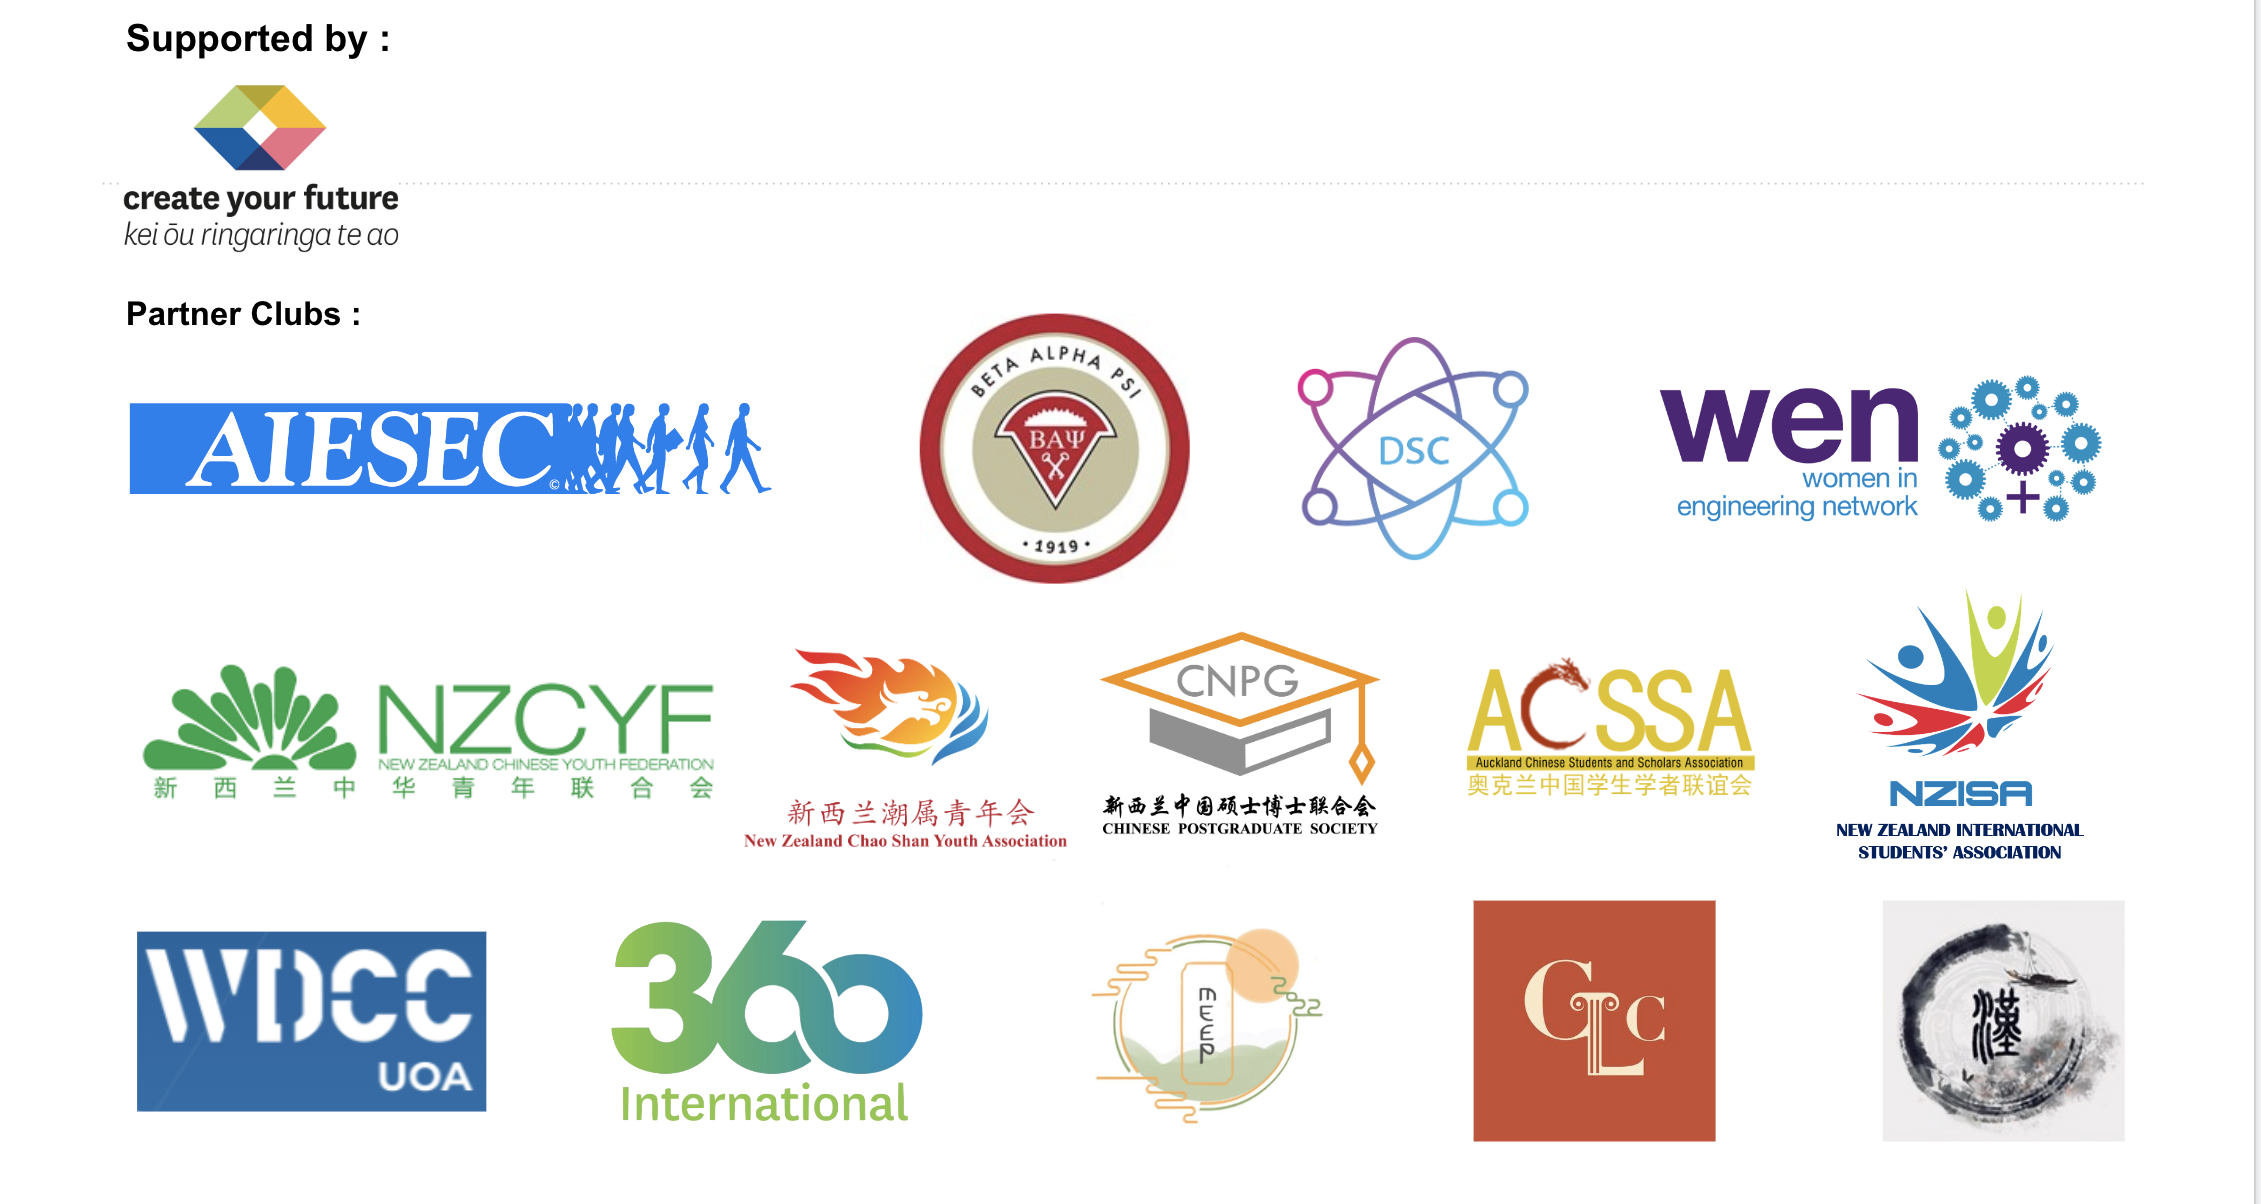 Supported by :
create your future
kei ōu ringaringa te ao
Partner Clubs :
AIESEC©
BETA ALPHA PSI
ΒΑΨ
• 1919 •
DSC
wen
women in
engineering network
+
NZCYF
NEW ZEALAND CHINESE YOUTH FEDERATION
新西兰中华青年联合会
新西兰潮属青年会
New Zealand Chao Shan Youth Association
CNPG
新西兰中国硕士博士联合会
CHINESE POSTGRADUATE SOCIETY
ACSSA
Auckland Chinese Students and Scholars Association
奥克兰中国学生学者联谊会
NZISA
NEW ZEALAND INTERNATIONAL
STUDENTS' ASSOCIATION
WDCC
UOA
360
International
MEEP
2022
CLC
漢